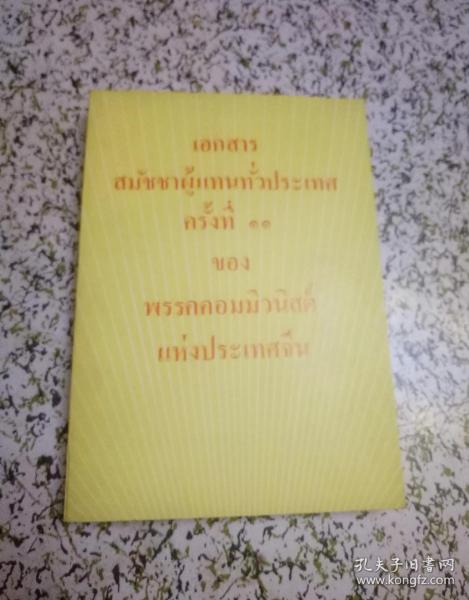 เอกสาร
สมัชชาผู้แทนทั่วประเทศ
ครั้งที่ ๑๑
ของ
พรรคคอมมิวนิสต์
แห่งประเทศจีน
孔夫子旧书网
www.kongfz.com